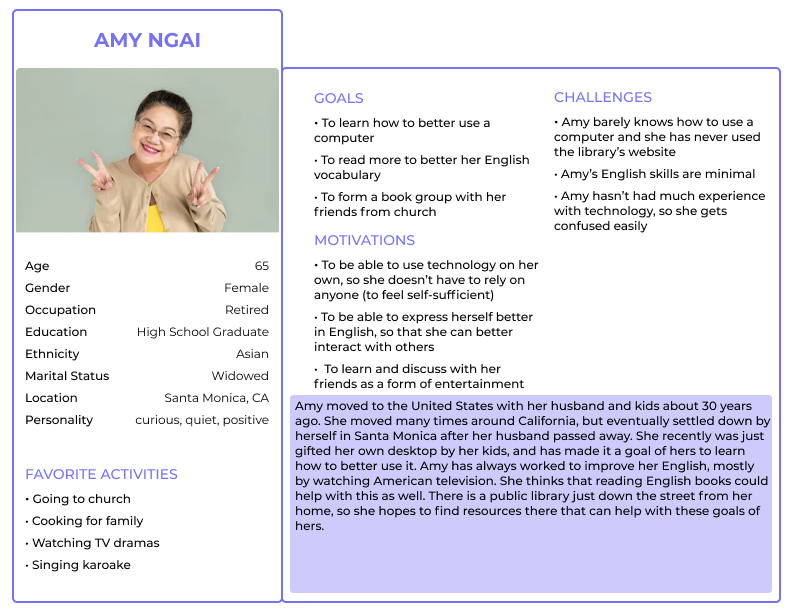 AMY NGAI
Age 65
Gender Female
Occupation Retired
Education High School Graduate
Ethnicity Asian
Marital Status Widowed
Location Santa Monica, CA
Personality curious, quiet, positive
FAVORITE ACTIVITIES
• Going to church
• Cooking for family
• Watching TV dramas
• Singing karoake
GOALS
• To learn how to better use a
computer
• To read more to better her English
vocabulary
• To form a book group with her
friends from church
MOTIVATIONS
• To be able to use technology on her
own, so she doesn’t have to rely on
anyone (to feel self-sufficient)
• To be able to express herself better
in English, so that she can better
interact with others
• To learn and discuss with her
friends as a form of entertainment
CHALLENGES
• Amy barely knows how to use a
computer and she has never used
the library’s website
• Amy’s English skills are minimal
• Amy hasn’t had much experience
with technology, so she gets
confused easily
Amy moved to the United States with her husband and kids about 30 years
ago. She moved many times around California, but eventually settled down by
herself in Santa Monica after her husband passed away. She recently was just
gifted her own desktop by her kids, and has made it a goal of hers to learn
how to better use it. Amy has always worked to improve her English, mostly
by watching American television. She thinks that reading English books could
help with this as well. There is a public library just down the street from her
home, so she hopes to find resources there that can help with these goals of
hers.